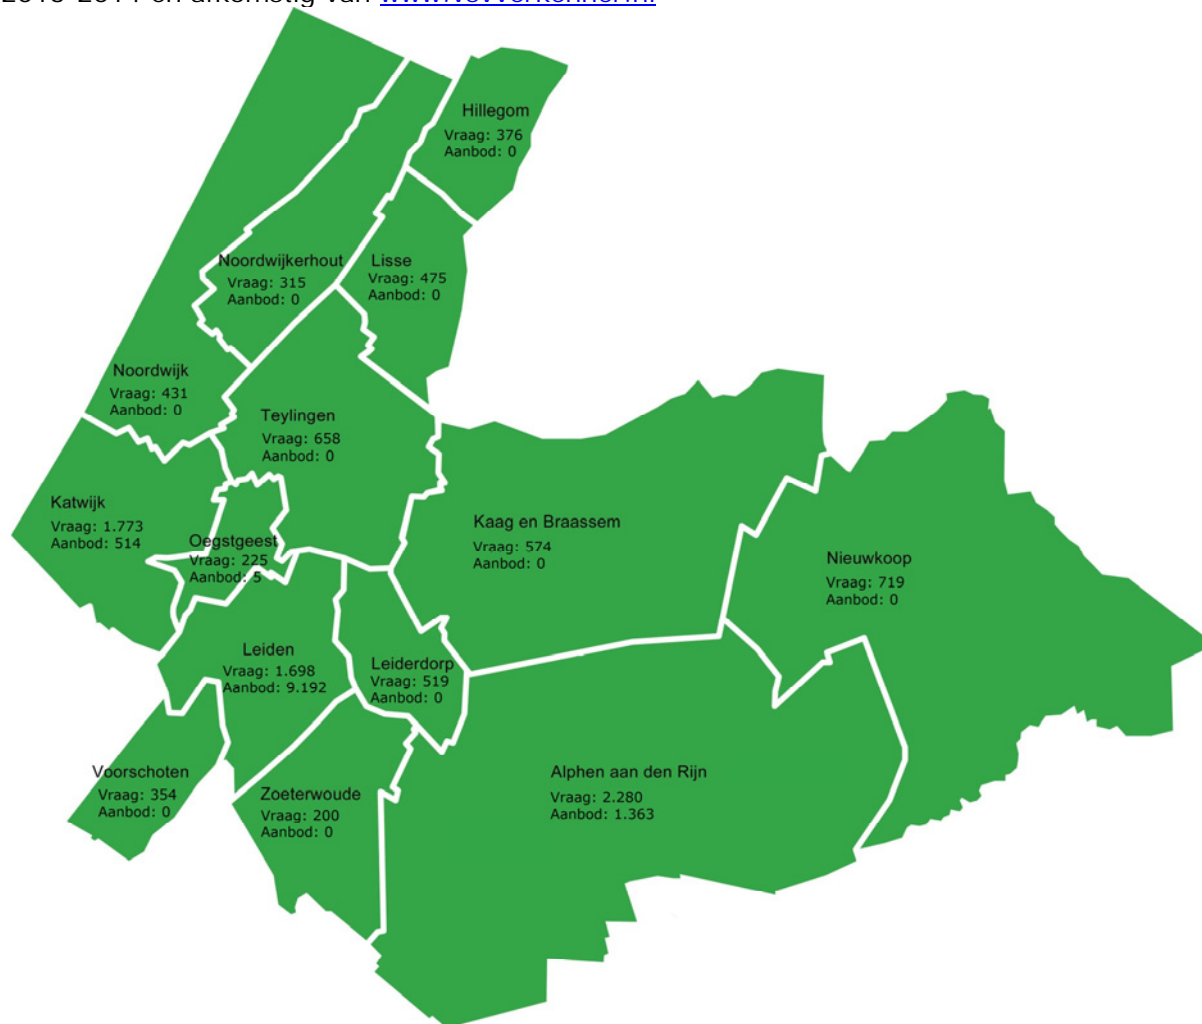 Hillegom
Vraag: 376
Aanbod: 0
Noordwijkerhout
Vraag: 315
Aanbod: 0
Lisse
Vraag: 475
Aanbod: 0
Noordwijk
Vraag: 431
Aanbod: 0
Teylingen
Vraag: 658
Aanbod: 0
Katwijk
Vraag: 1.773
Aanbod: 514
Oegstgeest
Vraag: 225
Aanbod: 5
Kaag en Braassem
Vraag: 574
Aanbod: 0
Nieuwkoop
Vraag: 719
Aanbod: 0
Leiden
Vraag: 1.698
Aanbod: 9.192
Leiderdorp
Vraag: 519
Aanbod: 0
Voorschoten
Vraag: 354
Aanbod: 0
Zoeterwoude
Vraag: 200
Aanbod: 0
Alphen aan den Rijn
Vraag: 2.280
Aanbod: 1.363